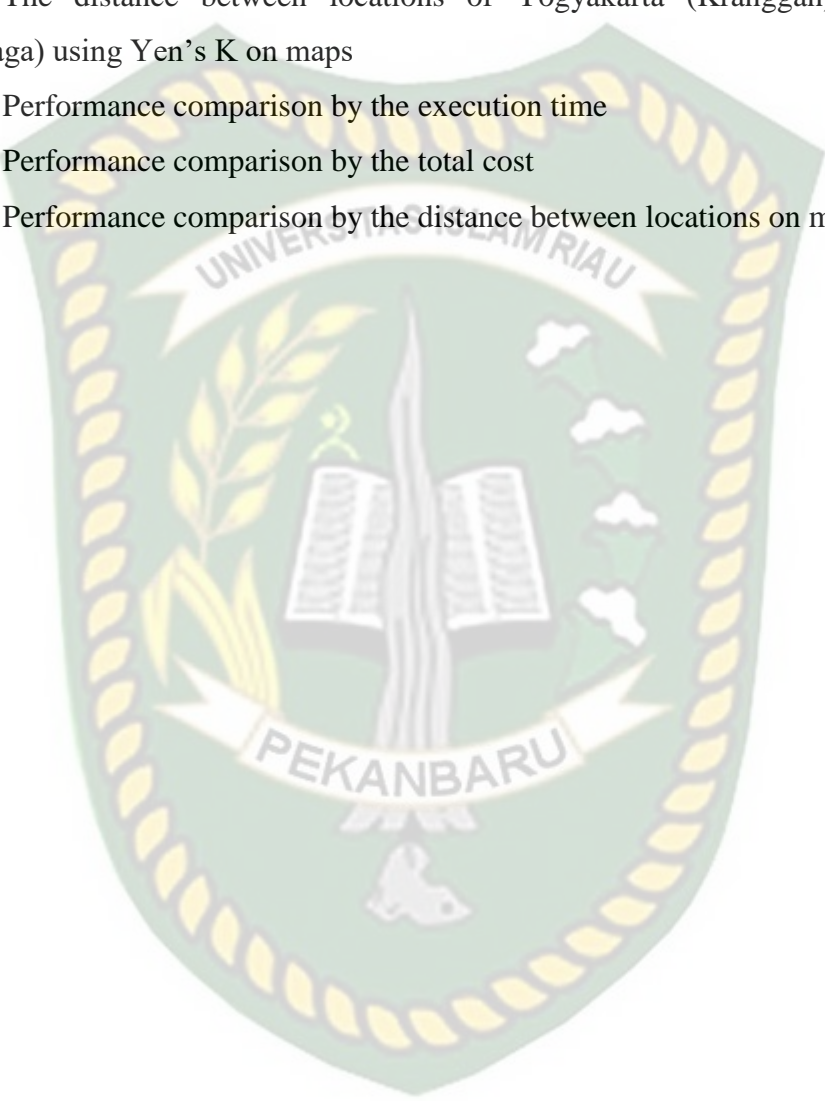 The distance between locations of Yogyakarta (Kranggan
aga) using Yen’s K on maps
Performance comparison by the execution time
Performance comparison by the total cost
Performance comparison by the distance between locations on m
UNIVERSITAS ISLAM RIAU
PEKANBARU